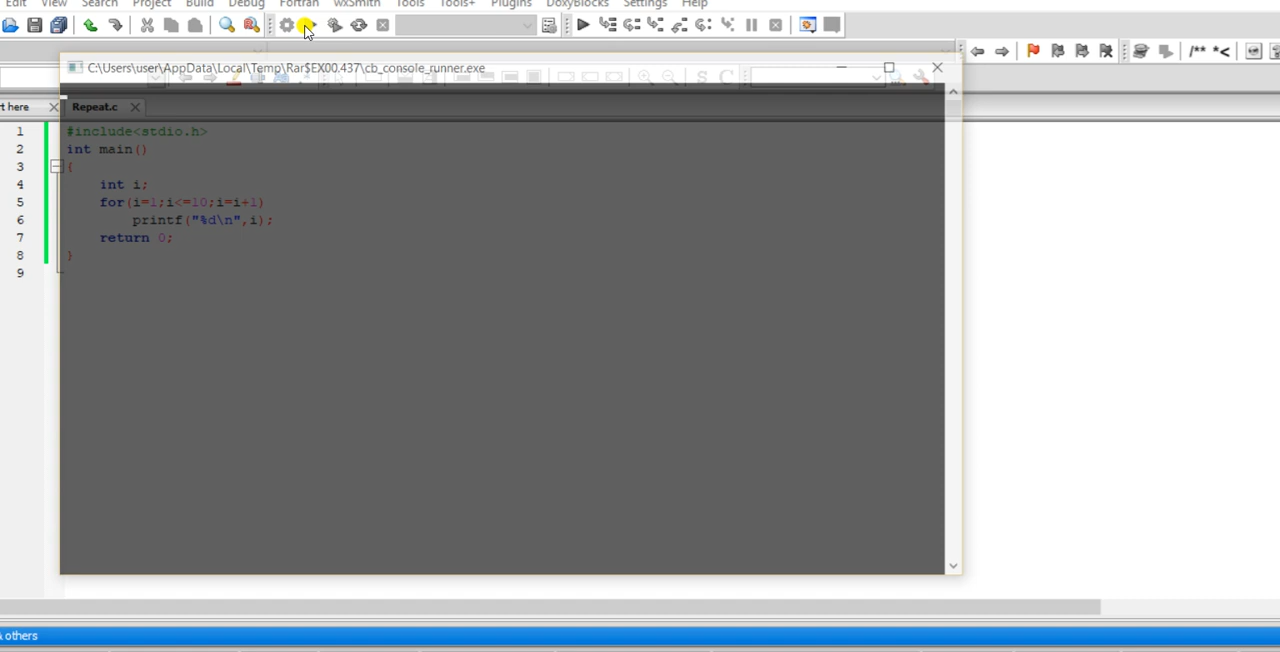 Edit View Search Project Build Debug Fortran wxSmith Tools Tools+ Plugins DoxyBlocks Settings Help
/** *<
C:\Users\user\AppData\Local\Temp\Rar$EX00.437\cb_console_runner.exe
S C
rt here Repeat.c
1 #include<stdio.h>
2 int main()
3 {
4 int i;
5 for(i=1;i<=10;i=i+1)
6 printf("%d\n",i);
7 return 0;
8 }
9
& others